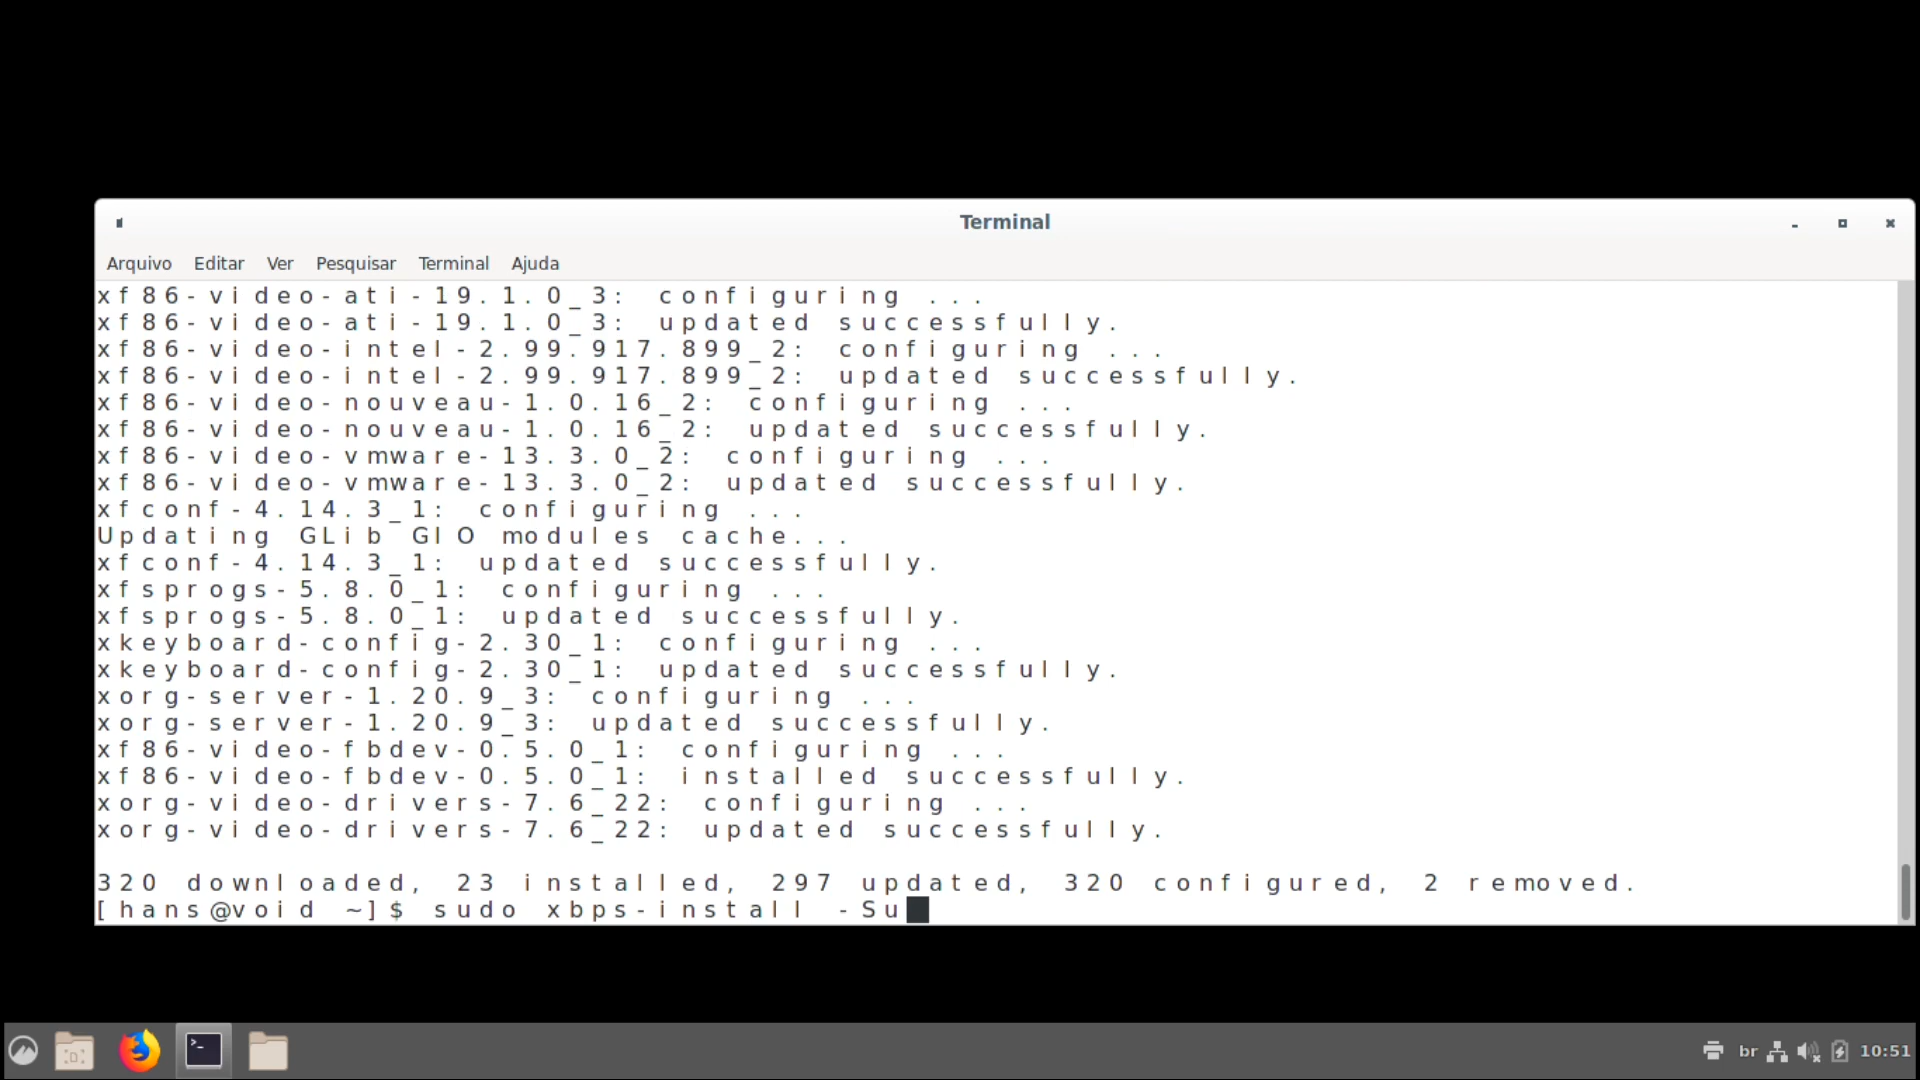 Terminal
Arquivo Editar Ver Pesquisar Terminal Ajuda
xf86-video-ati-19.1.0_3: configuring ...
xf86-video-ati-19.1.0_3: updated successfully.
xf86-video-intel-2.99.917.899_2: configuring ...
xf86-video-intel-2.99.917.899_2: updated successfully.
xf86-video-nouveau-1.0.16_2: configuring ...
xf86-video-nouveau-1.0.16_2: updated successfully.
xf86-video-vmware-13.3.0_2: configuring ...
xf86-video-vmware-13.3.0_2: updated successfully.
xfconf-4.14.3_1: configuring ...
Updating GLib GIO modules cache...
xfconf-4.14.3_1: updated successfully.
xfsprogs-5.8.0_1: configuring ...
xfsprogs-5.8.0_1: updated successfully.
xkeyboard-config-2.30_1: configuring ...
xkeyboard-config-2.30_1: updated successfully.
xorg-server-1.20.9_3: configuring ...
xorg-server-1.20.9_3: updated successfully.
xf86-video-fbdev-0.5.0_1: configuring ...
xf86-video-fbdev-0.5.0_1: installed successfully.
xorg-video-drivers-7.6_22: configuring ...
xorg-video-drivers-7.6_22: updated successfully.
320 downloaded, 23 installed, 297 updated, 320 configured, 2 removed.
[hans@void ~]$ sudo xbps-install -Su
br 10:51